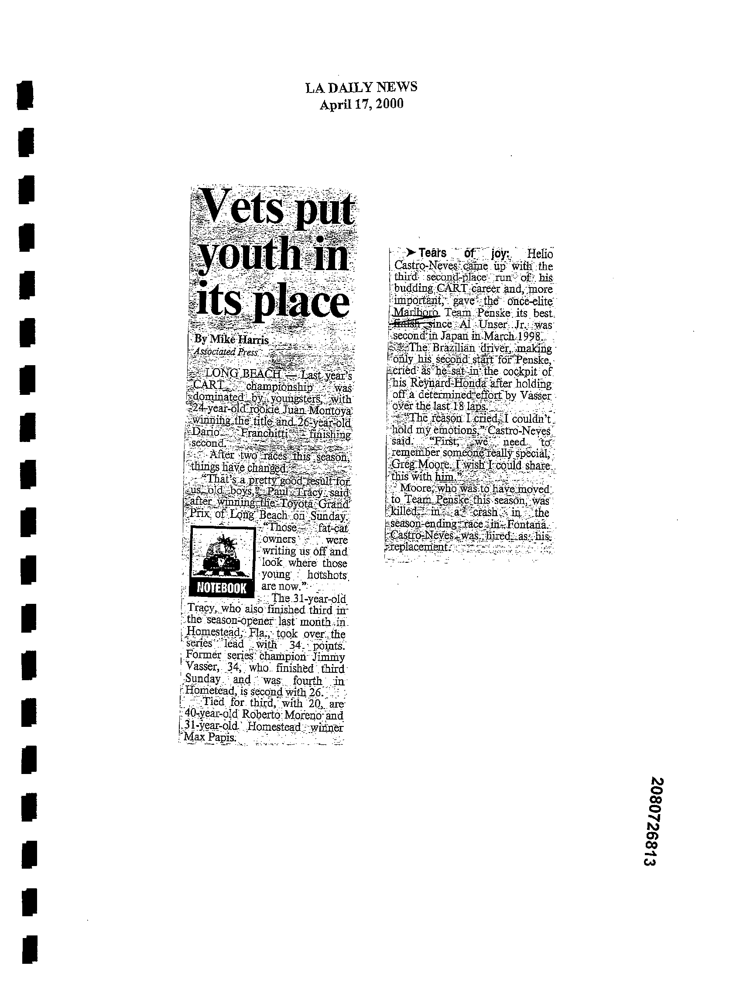 LA DAILY NEWS
April 17, 2000
Vets put
youth in
its place
By Mike Harris
Associated Press
LONG BEACH — Last year's
CART championship was
dominated by youngsters, with
24-year-old rookie Juan Montoya
winning the title and 26-year-old
Dario Franchitti finishing
second.
After two races this season,
things have changed.
"That's a pretty good result for
us old boys," Paul Tracy said
after winning the Toyota Grand
Prix of Long Beach on Sunday.
"Those fat-cat
owners were
writing us off and
look where those
young hotshots
are now."
NOTEBOOK
The 31-year-old
Tracy, who also finished third in
the season-opener last month in
Homestead, Fla., took over the
series lead with 34 points.
Former series champion Jimmy
Vasser, 34, who finished third
Sunday and was fourth in
Hometead, is second with 26.
Tied for third, with 20, are
40-year-old Roberto Moreno and
31-year-old Homestead winner
Max Papis.
➤ Tears of joy: Helio
Castro-Neves came up with the
third second-place run of his
budding CART career and, more
important, gave the once-elite
Marlboro Team Penske its best
finish since Al Unser Jr. was
second in Japan in March 1998.
The Brazilian driver, making
only his second start for Penske,
cried as he sat in the cockpit of
his Reynard-Honda after holding
off a determined effort by Vasser
over the last 18 laps.
"The reason I cried, I couldn't
hold my emotions," Castro-Neves
said. "First, we need to
remember someone really special,
Greg Moore. I wish I could share
this with him."
Moore, who was to have moved
to Team Penske this season, was
killed in a crash in the
season-ending race in Fontana.
Castro-Neves was hired as his
replacement.
2080726813